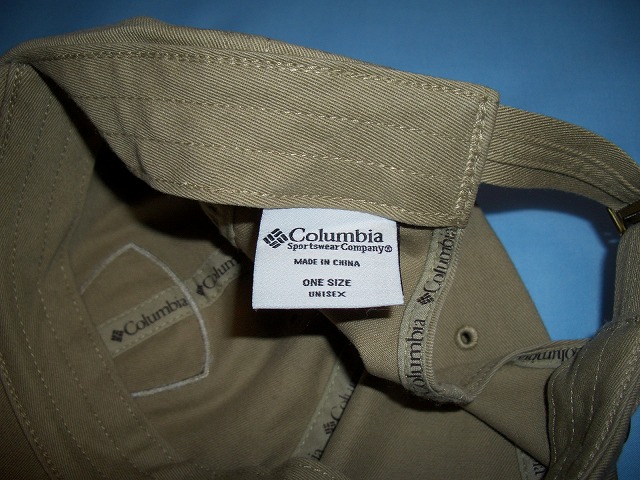 Columbia
Sportswear Company®
MADE IN CHINA
ONE SIZE
UNISEX
Columbia
Columbia
Columbia
Columbia